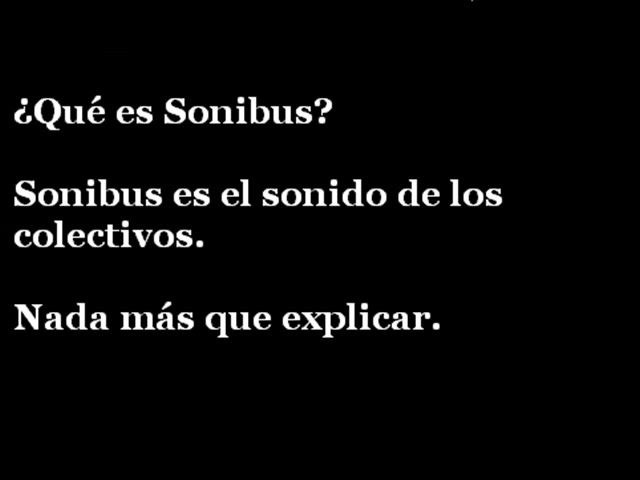 ¿Qué es Sonibus?
Sonibus es el sonido de los
colectivos.
Nada más que explicar.